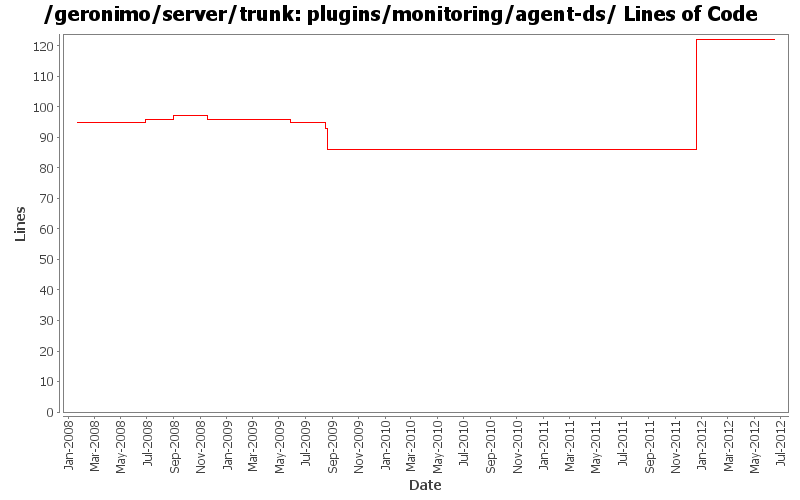 /geronimo/server/trunk: plugins/monitoring/agent-ds/ Lines of Code
120
110
100
90
80
70
60
50
40
30
20
10
0
Lines
Jan-2008
Mar-2008
May-2008
Jul-2008
Sep-2008
Nov-2008
Jan-2009
Mar-2009
May-2009
Jul-2009
Sep-2009
Nov-2009
Jan-2010
Mar-2010
May-2010
Jul-2010
Sep-2010
Nov-2010
Jan-2011
Mar-2011
May-2011
Jul-2011
Sep-2011
Nov-2011
Jan-2012
Mar-2012
May-2012
Jul-2012
Date